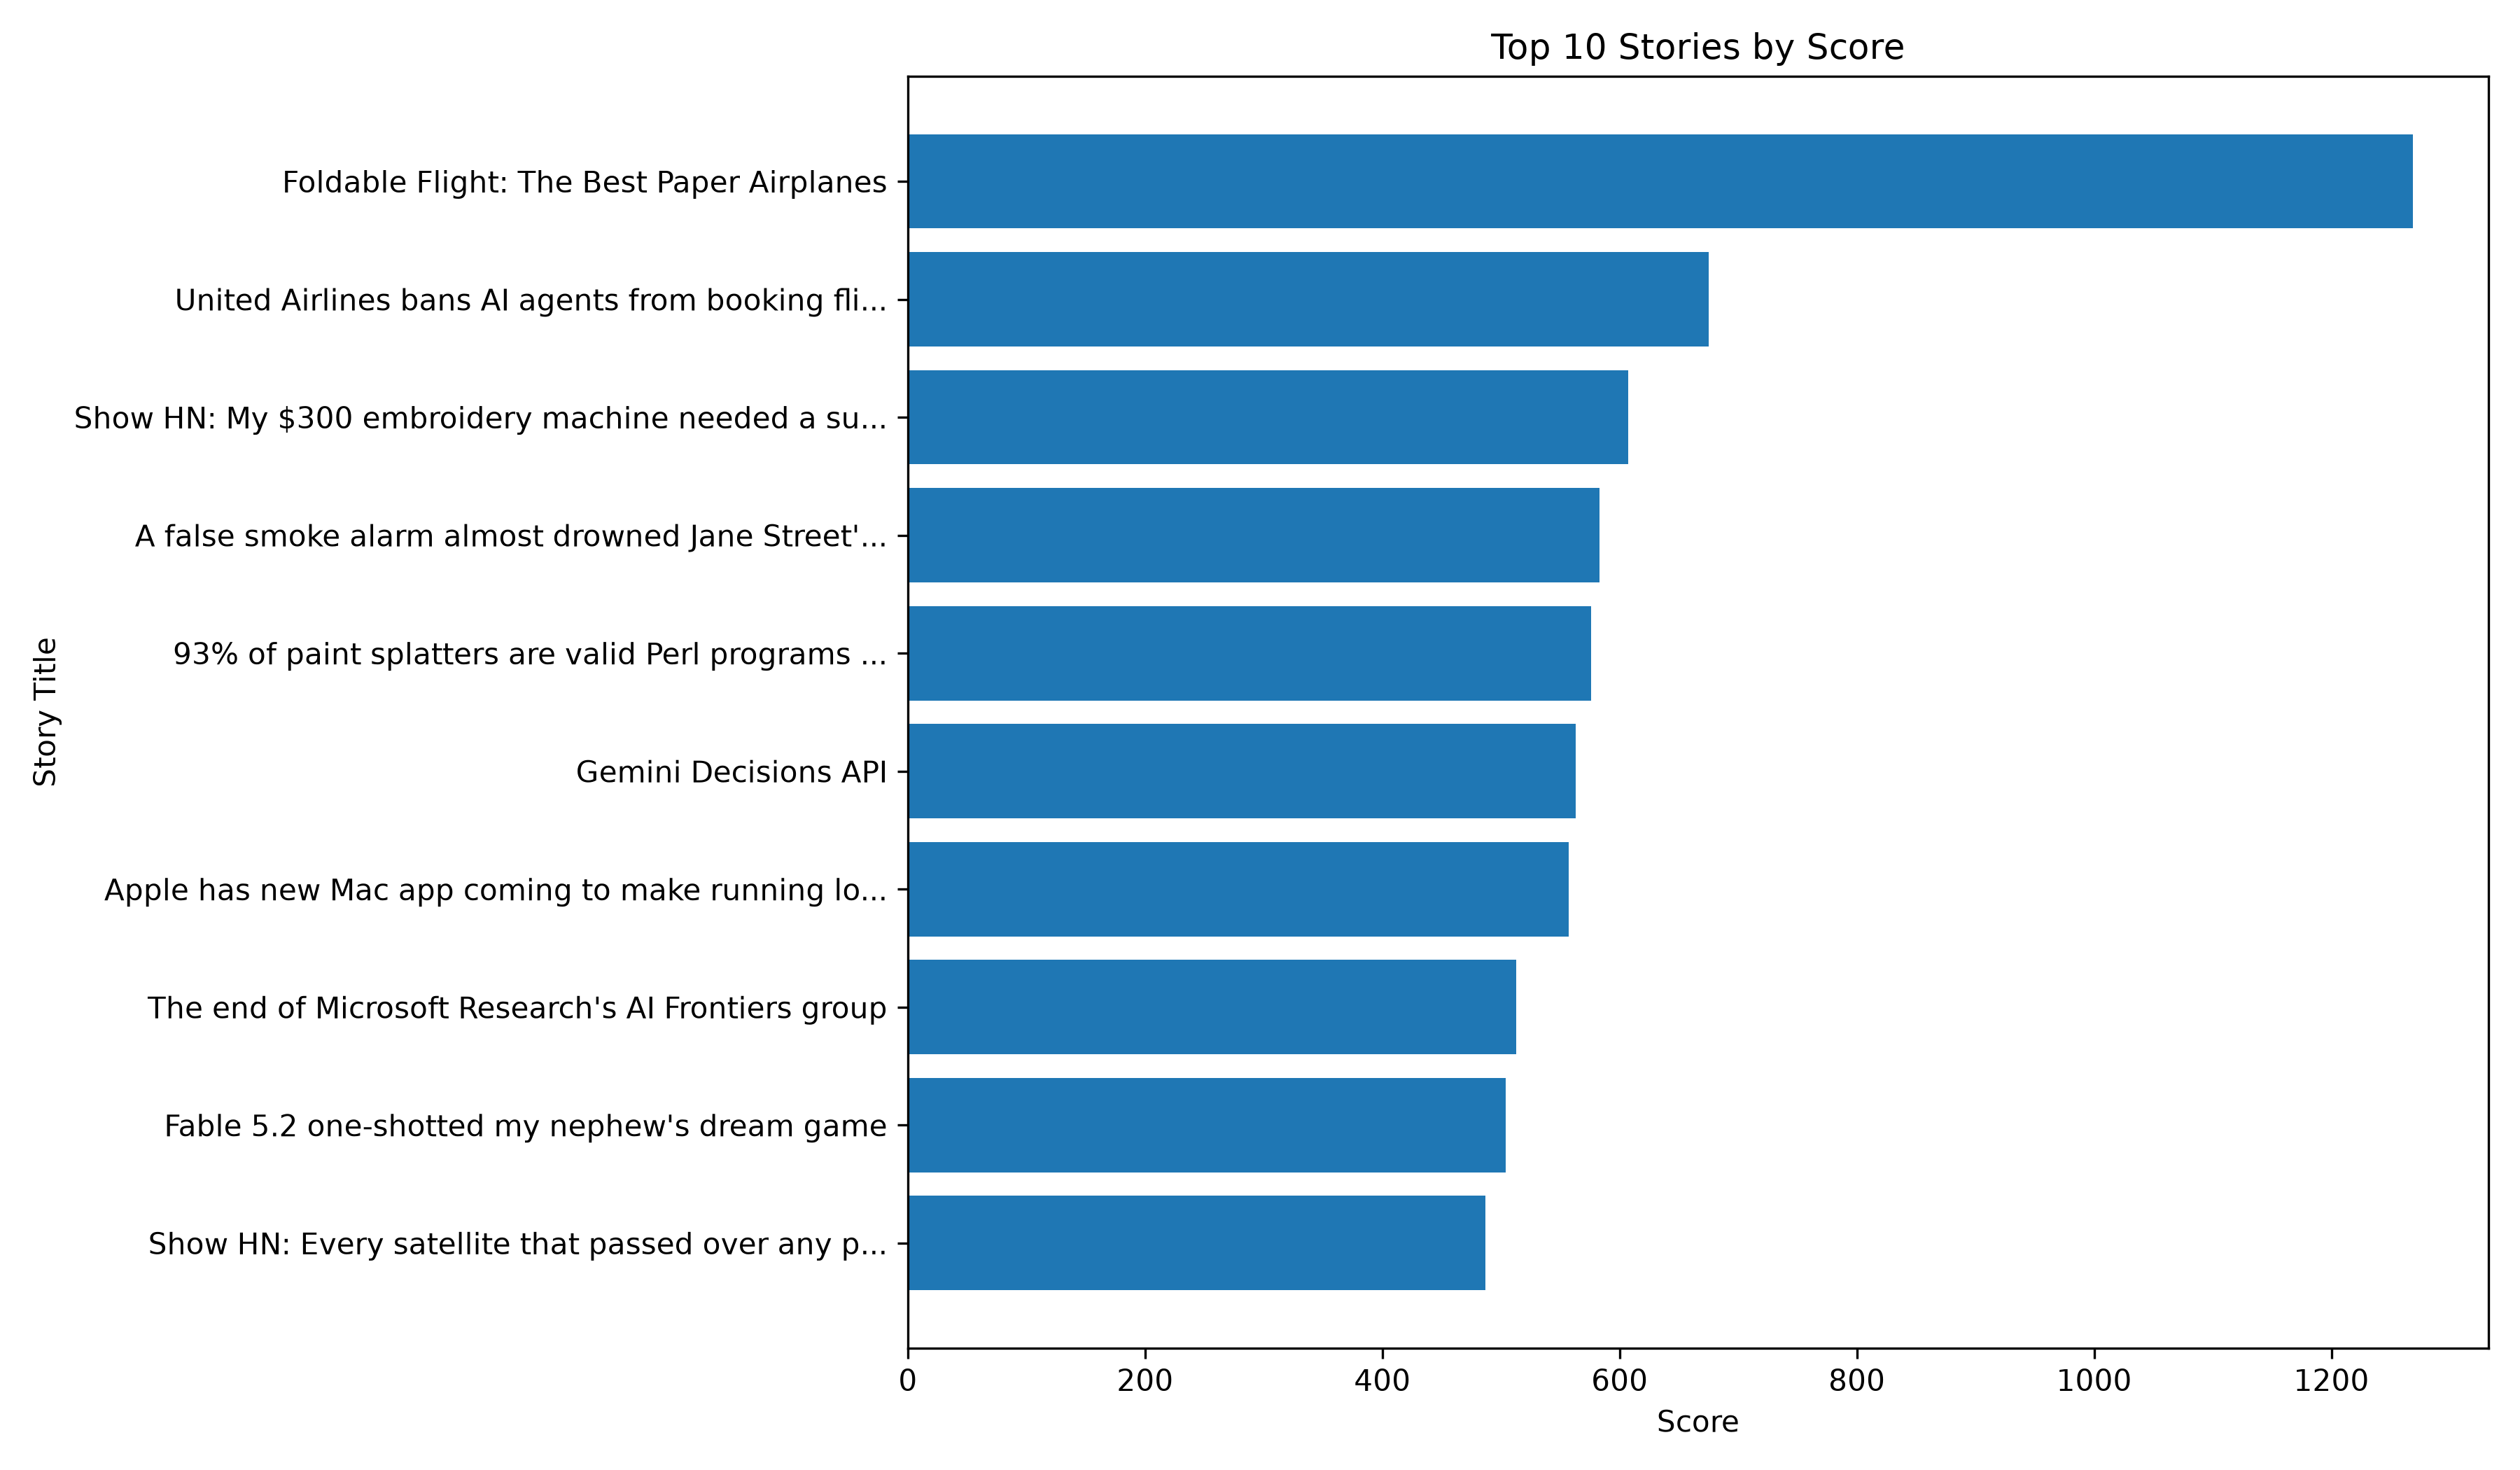 Top 10 Stories by Score
Foldable Flight: The Best Paper Airplanes
United Airlines bans AI agents from booking fli...
Show HN: My $300 embroidery machine needed a su...
A false smoke alarm almost drowned Jane Street'...
93% of paint splatters are valid Perl programs ...
Gemini Decisions API
Apple has new Mac app coming to make running lo...
The end of Microsoft Research's AI Frontiers group
Fable 5.2 one-shotted my nephew's dream game
Show HN: Every satellite that passed over any p...
Story Title
0 200 400 600 800 1000 1200
Score